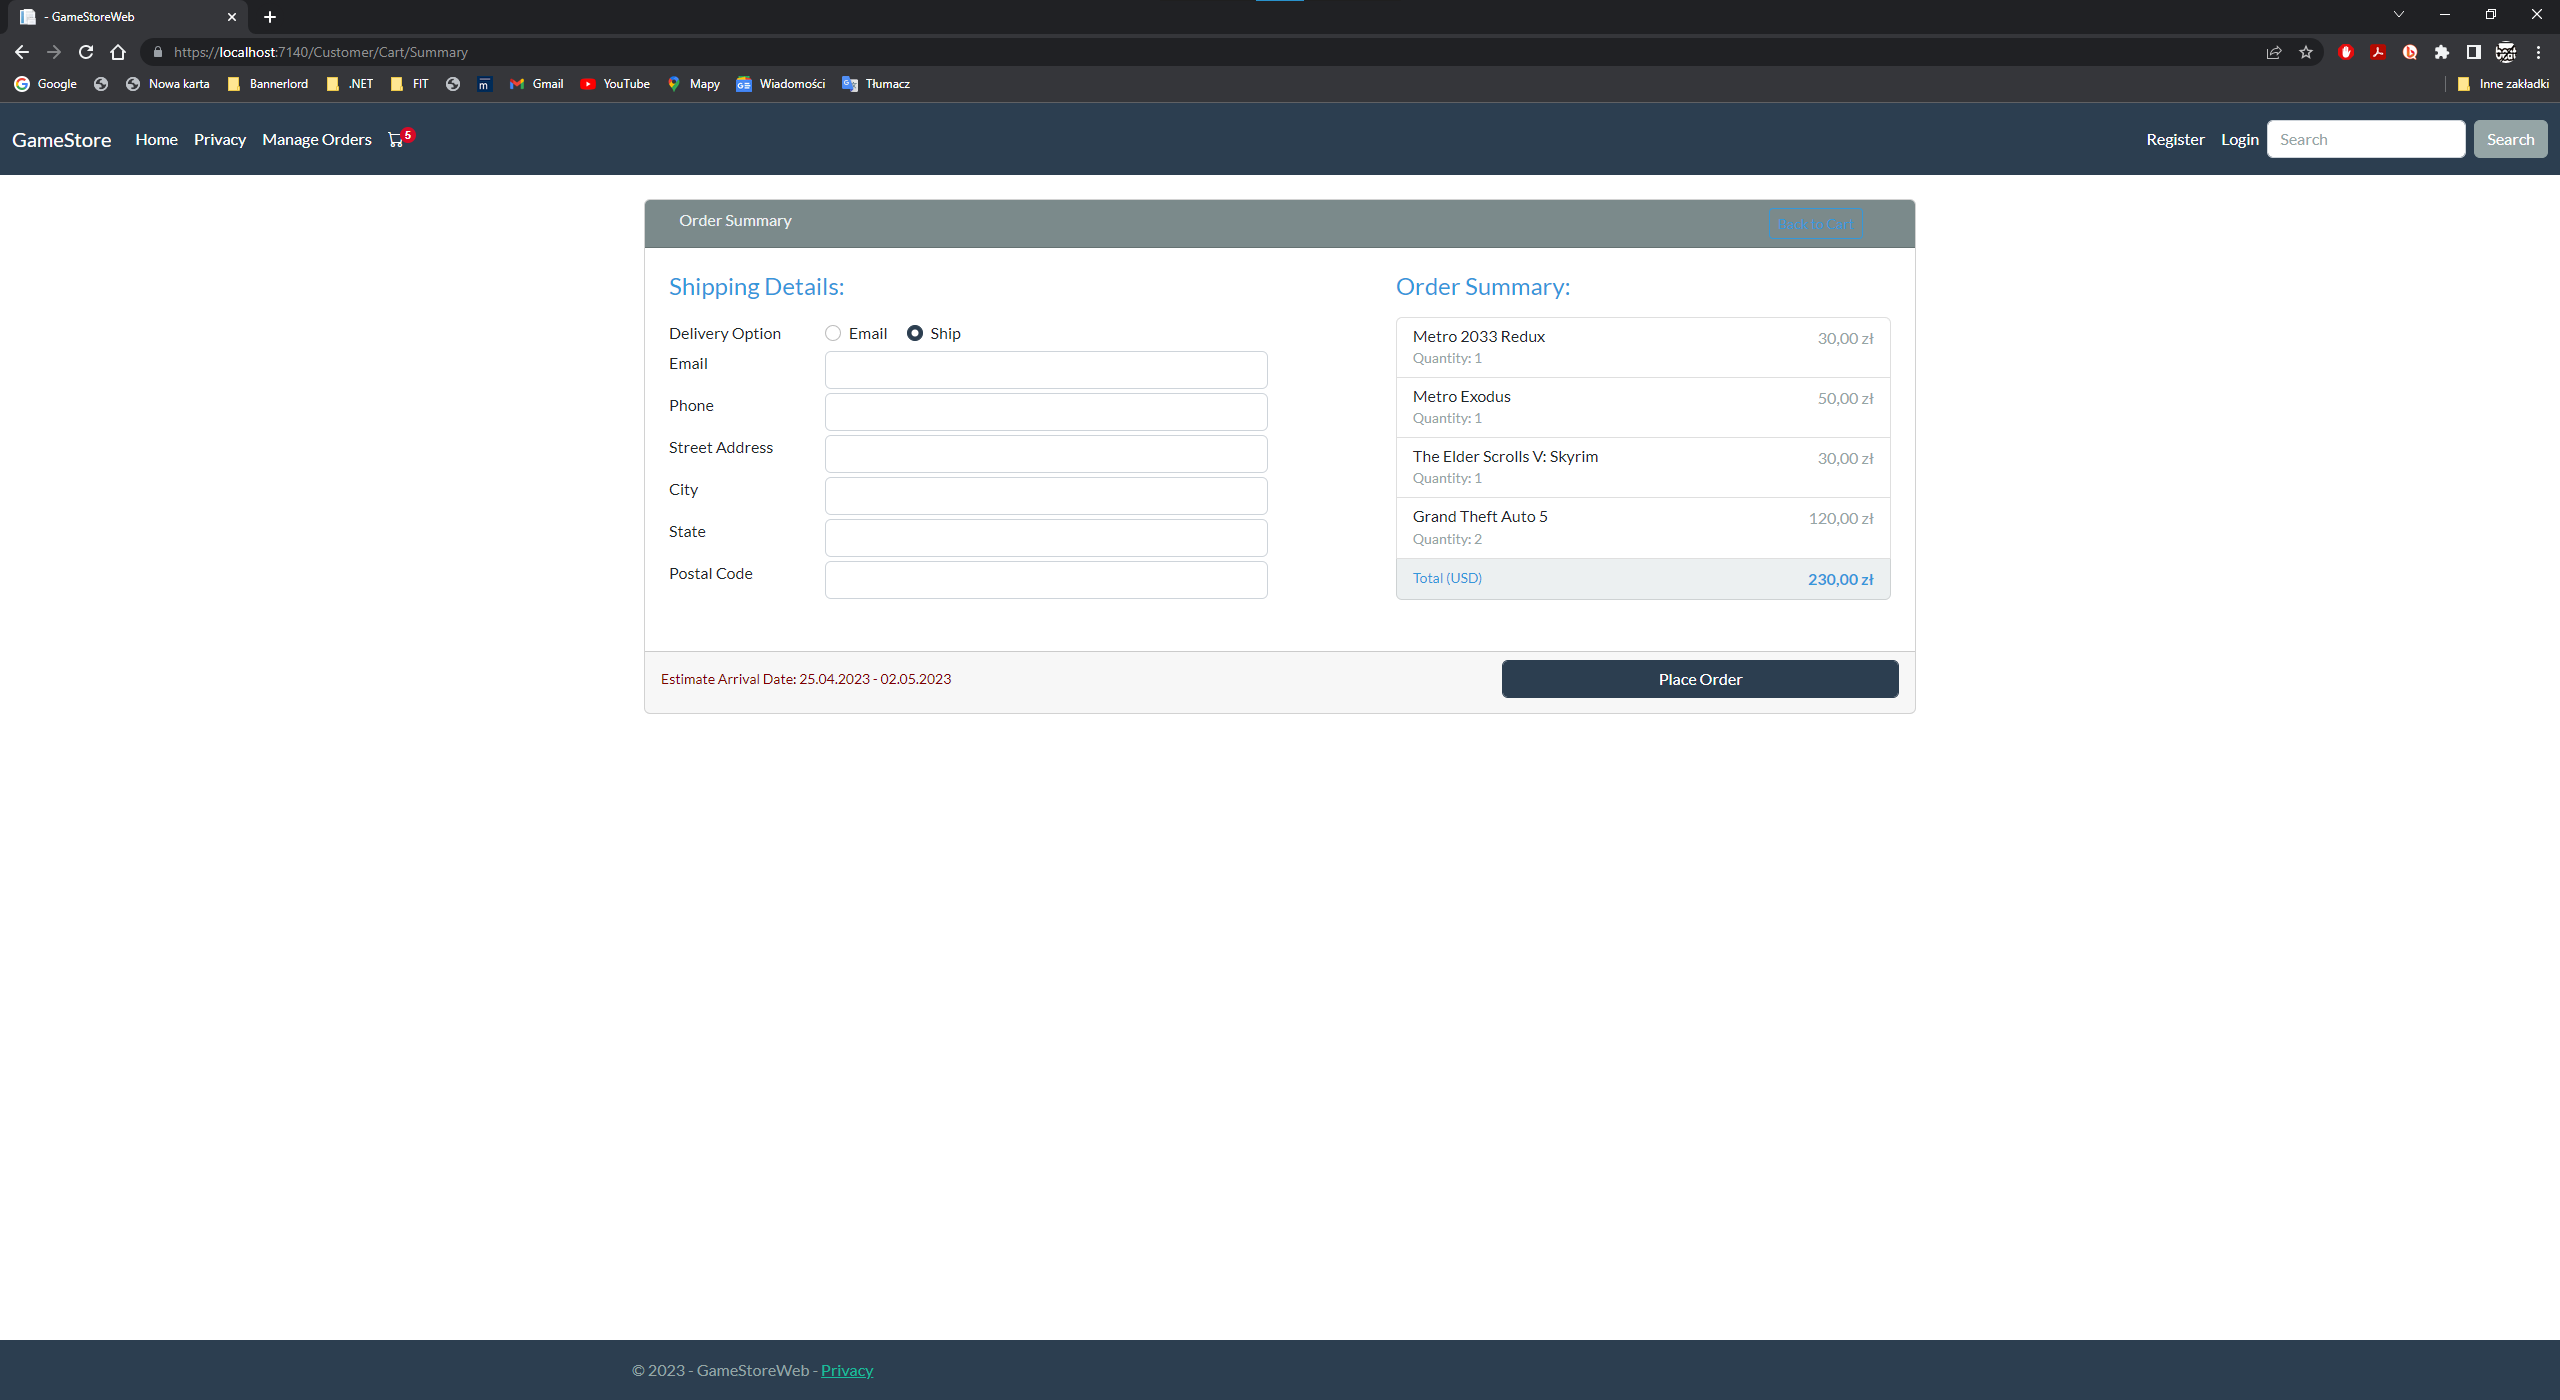 - GameStoreWeb
https://localhost:7140/Customer/Cart/Summary
Google Nowa karta Bannerlord .NET FIT m Gmail YouTube Mapy Wiadomości Tłumacz Inne zakładki
GameStore Home Privacy Manage Orders 5 Register Login Search Search
Order Summary Back to Cart
Shipping Details:
Delivery Option Email Ship
Email
Phone
Street Address
City
State
Postal Code
Order Summary:
Metro 2033 Redux 30,00 zł
Quantity: 1
Metro Exodus 50,00 zł
Quantity: 1
The Elder Scrolls V: Skyrim 30,00 zł
Quantity: 1
Grand Theft Auto 5 120,00 zł
Quantity: 2
Total (USD) 230,00 zł
Estimate Arrival Date: 25.04.2023 - 02.05.2023
Place Order
© 2023 - GameStoreWeb - Privacy